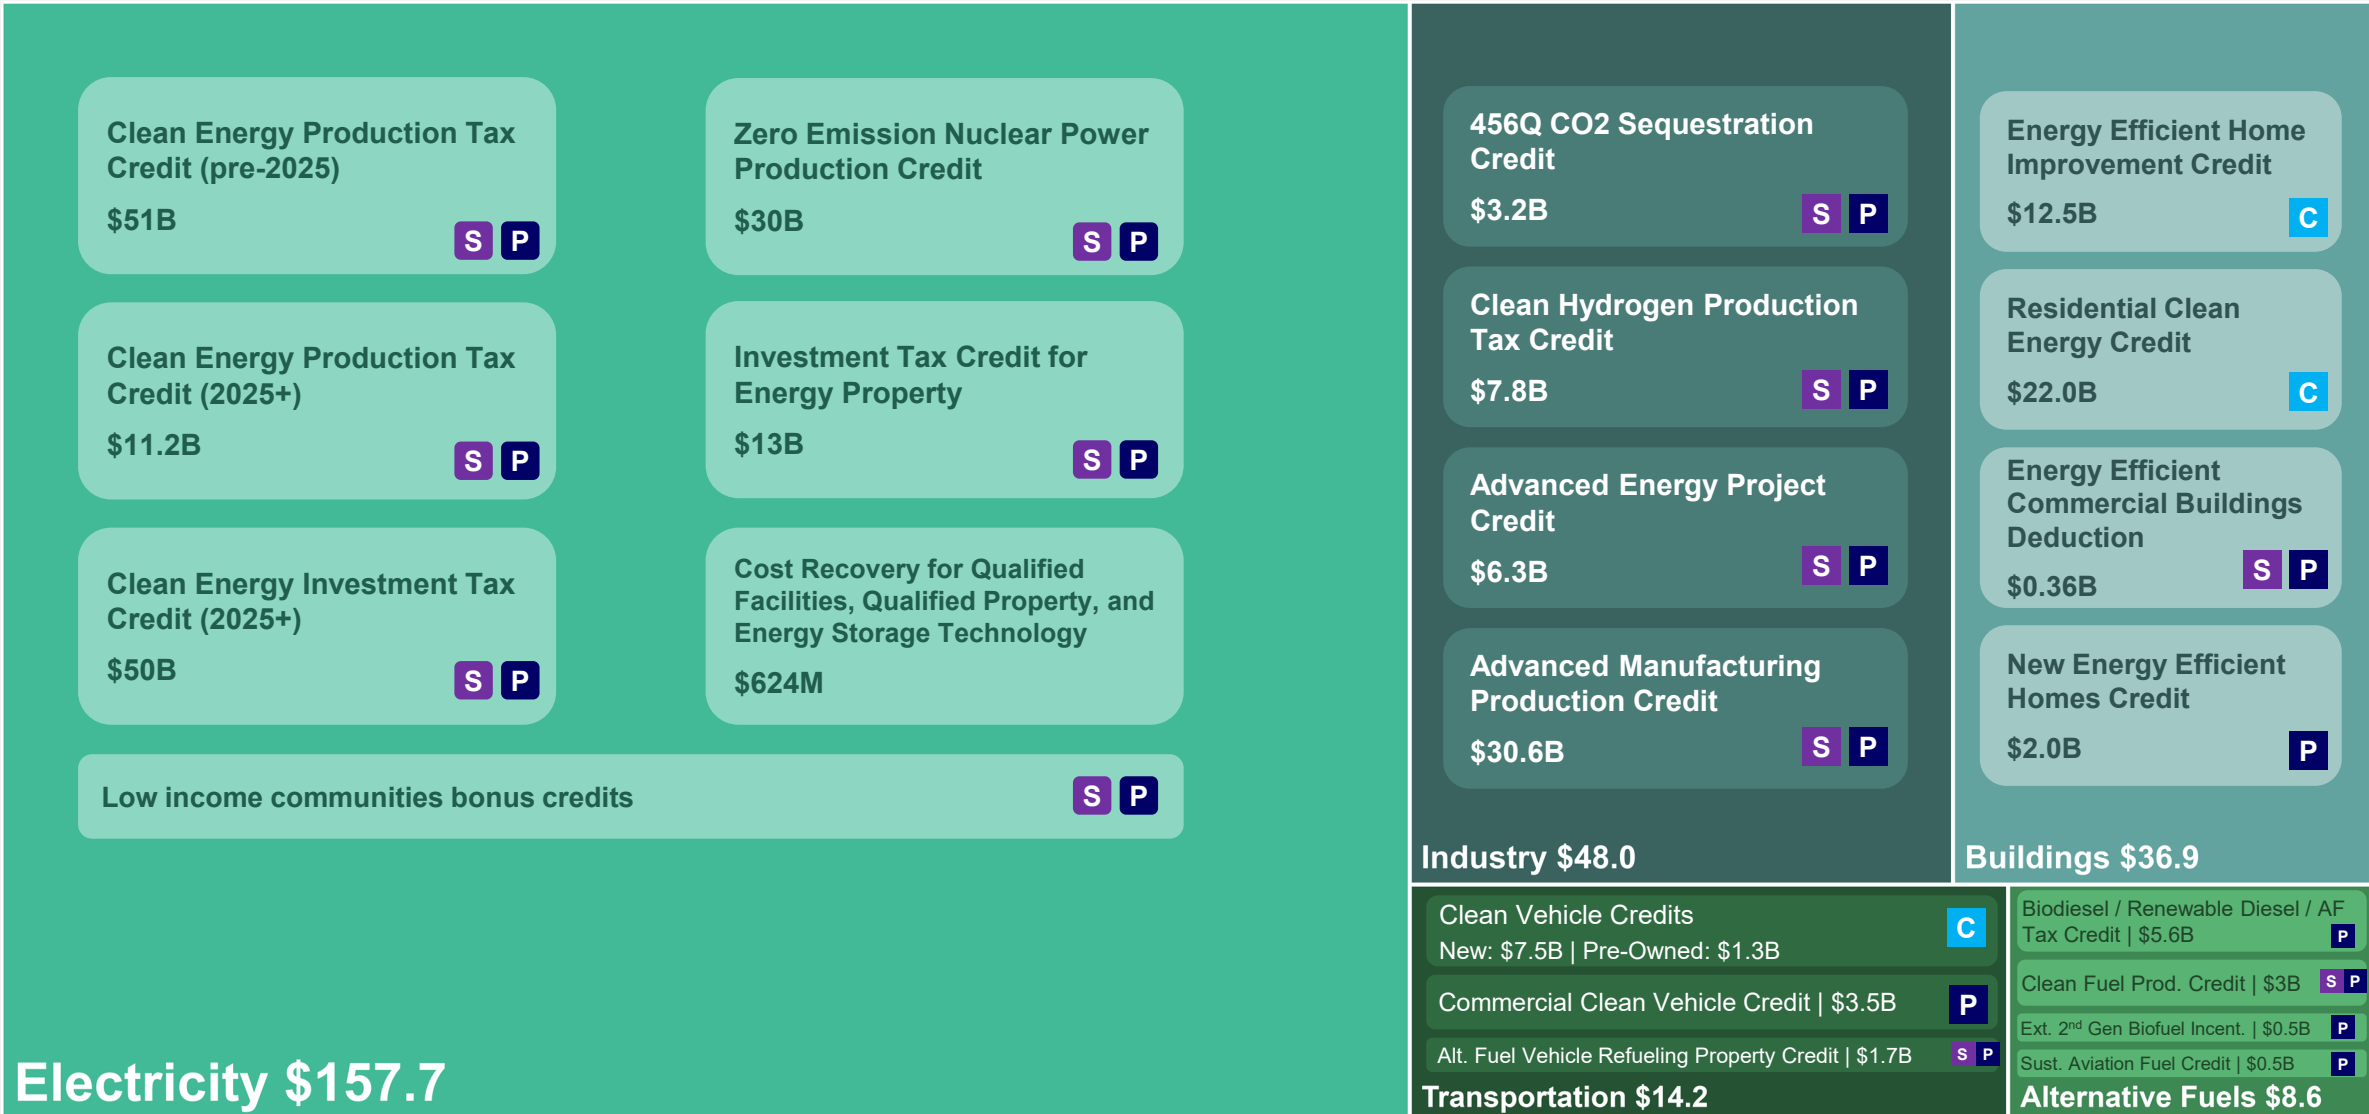 Clean Energy Production Tax
Credit (pre-2025)
$51B
S P
Zero Emission Nuclear Power
Production Credit
$30B
S P
Clean Energy Production Tax
Credit (2025+)
$11.2B
S P
Investment Tax Credit for
Energy Property
$13B
S P
Clean Energy Investment Tax
Credit (2025+)
$50B
S P
Cost Recovery for Qualified
Facilities, Qualified Property, and
Energy Storage Technology
$624M
Low income communities bonus credits
S P
Electricity $157.7
456Q CO2 Sequestration
Credit
$3.2B
S P
Clean Hydrogen Production
Tax Credit
$7.8B
S P
Advanced Energy Project
Credit
$6.3B
S P
Advanced Manufacturing
Production Credit
$30.6B
S P
Industry $48.0
Energy Efficient Home
Improvement Credit
$12.5B
C
Residential Clean
Energy Credit
$22.0B
C
Energy Efficient
Commercial Buildings
Deduction
$0.36B
S P
New Energy Efficient
Homes Credit
$2.0B
P
Buildings $36.9
Clean Vehicle Credits
New: $7.5B | Pre-Owned: $1.3B
C
Commercial Clean Vehicle Credit | $3.5B
P
Alt. Fuel Vehicle Refueling Property Credit | $1.7B
S P
Transportation $14.2
Biodiesel / Renewable Diesel / AF
Tax Credit | $5.6B
P
Clean Fuel Prod. Credit | $3B
S P
Ext. 2nd Gen Biofuel Incent. | $0.5B
P
Sust. Aviation Fuel Credit | $0.5B
P
Alternative Fuels $8.6